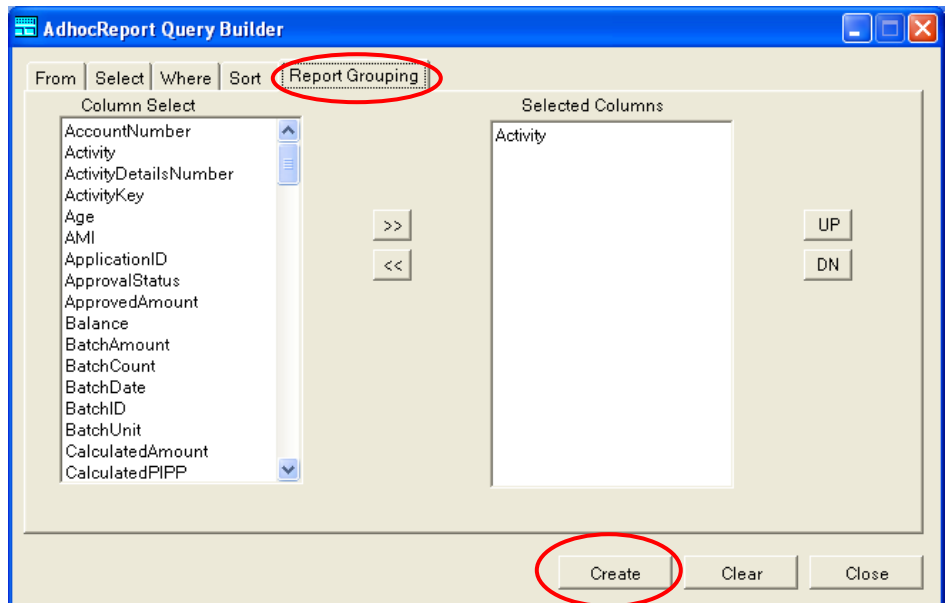 AdhocReport Query Builder
From Select Where Sort Report Grouping
Column Select
Selected Columns
AccountNumber
Activity
ActivityDetailsNumber
ActivityKey
Age
AMI
ApplicationID
ApprovalStatus
ApprovedAmount
Balance
BatchAmount
BatchCount
BatchDate
BatchID
BatchUnit
CalculatedAmount
CalculatedPIPP
>>
<<
Activity
UP
DN
Create Clear Close